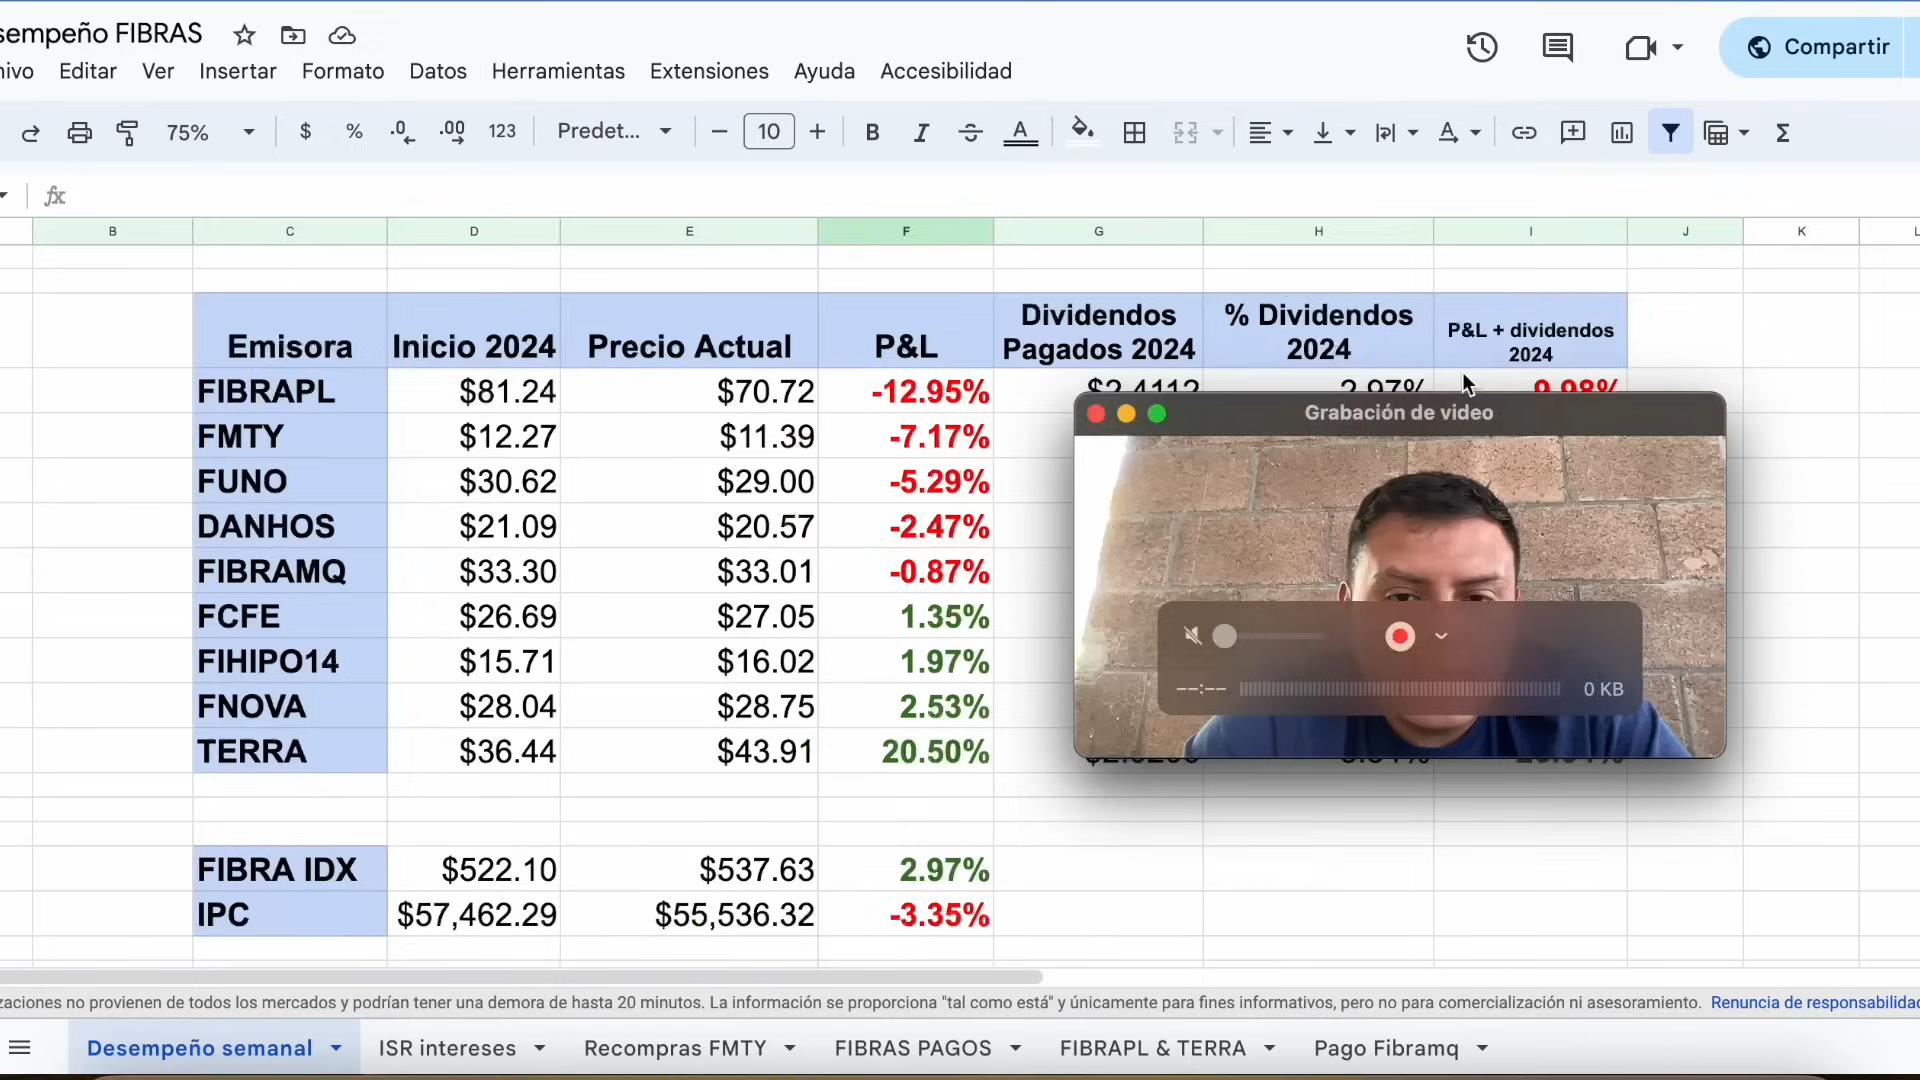 sempeño FIBRAS
hivo Editar Ver Insertar Formato Datos Herramientas Extensiones Ayuda Accesibilidad
Compartir
75% $ % .0 .00 123 Predet... − 10 + B I A A Σ
fx
B C D E F G H I J K L
Emisora Inicio 2024 Precio Actual P&L Dividendos Pagados 2024 % Dividendos 2024 P&L + dividendos 2024
FIBRAPL $81.24 $70.72 -12.95% $2.4112 2.97%
FMTY $12.27 $11.39 -7.17%
FUNO $30.62 $29.00 -5.29%
DANHOS $21.09 $20.57 -2.47%
FIBRAMQ $33.30 $33.01 -0.87%
FCFE $26.69 $27.05 1.35%
FIHIPO14 $15.71 $16.02 1.97%
FNOVA $28.04 $28.75 2.53%
TERRA $36.44 $43.91 20.50%
Grabación de video
--:-- 0 KB
FIBRA IDX $522.10 $537.63 2.97%
IPC $57,462.29 $55,536.32 -3.35%
zaciones no provienen de todos los mercados y podrían tener una demora de hasta 20 minutos. La información se proporciona "tal como está" y únicamente para fines informativos, pero no para comercialización ni asesoramiento. Renuncia de responsabilidad
Desempeño semanal ISR intereses Recompras FMTY FIBRAS PAGOS FIBRAPL & TERRA Pago Fibramq